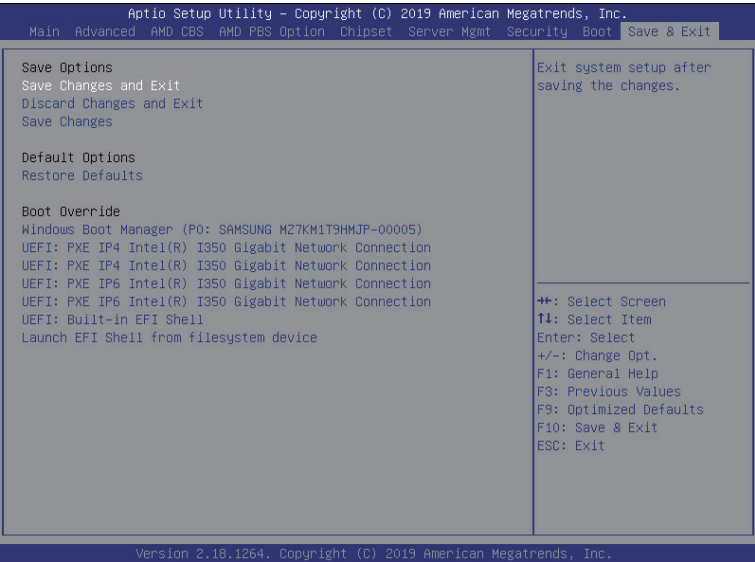 Aptio Setup Utility – Copyright (C) 2019 American Megatrends, Inc.
Main Advanced AMD CBS AMD PBS Option Chipset Server Mgmt Security Boot Save & Exit
Save Options
Save Changes and Exit
Discard Changes and Exit
Save Changes
Default Options
Restore Defaults
Boot Override
Windows Boot Manager (P0: SAMSUNG MZ7KM1T9HMJP-00005)
UEFI: PXE IP4 Intel(R) I350 Gigabit Network Connection
UEFI: PXE IP4 Intel(R) I350 Gigabit Network Connection
UEFI: PXE IP6 Intel(R) I350 Gigabit Network Connection
UEFI: PXE IP6 Intel(R) I350 Gigabit Network Connection
UEFI: Built-in EFI Shell
Launch EFI Shell from filesystem device
Exit system setup after
saving the changes.
→←: Select Screen
↑↓: Select Item
Enter: Select
+/-: Change Opt.
F1: General Help
F3: Previous Values
F9: Optimized Defaults
F10: Save & Exit
ESC: Exit
Version 2.18.1264. Copyright (C) 2019 American Megatrends, Inc.